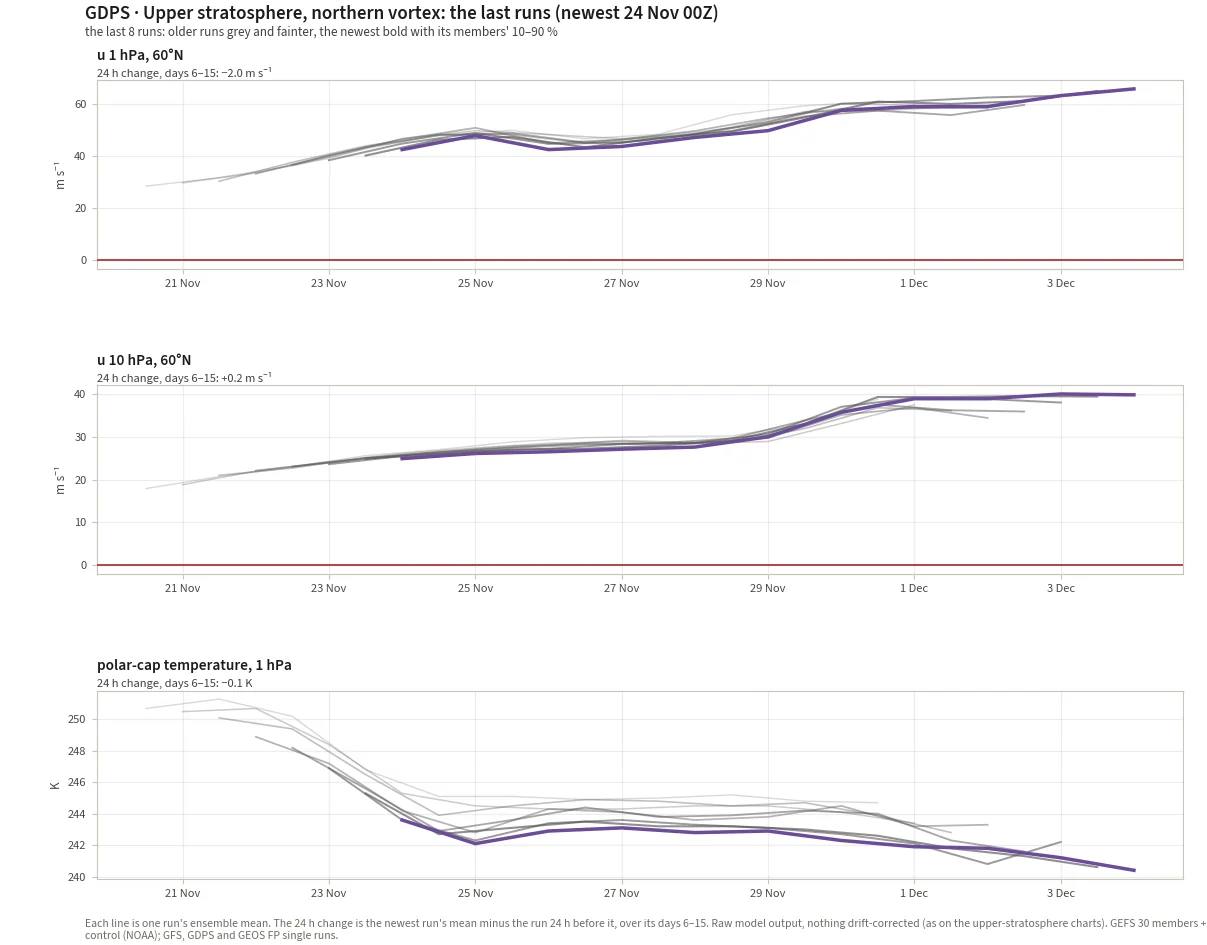 GDPS · Upper stratosphere, northern vortex: the last runs (newest 24 Nov 00Z)
the last 8 runs: older runs grey and fainter, the newest bold with its members' 10–90 %
u 1 hPa, 60°N
24 h change, days 6–15: −2.0 m s⁻¹
60
40
20
0
m s⁻¹
21 Nov 23 Nov 25 Nov 27 Nov 29 Nov 1 Dec 3 Dec
u 10 hPa, 60°N
24 h change, days 6–15: +0.2 m s⁻¹
40
30
20
10
0
m s⁻¹
21 Nov 23 Nov 25 Nov 27 Nov 29 Nov 1 Dec 3 Dec
polar-cap temperature, 1 hPa
24 h change, days 6–15: −0.1 K
250
248
246
244
242
240
K
21 Nov 23 Nov 25 Nov 27 Nov 29 Nov 1 Dec 3 Dec
Each line is one run's ensemble mean. The 24 h change is the newest run's mean minus the run 24 h before it, over its days 6–15. Raw model output, nothing drift-corrected (as on the upper-stratosphere charts). GEFS 30 members +
control (NOAA); GFS, GDPS and GEOS FP single runs.